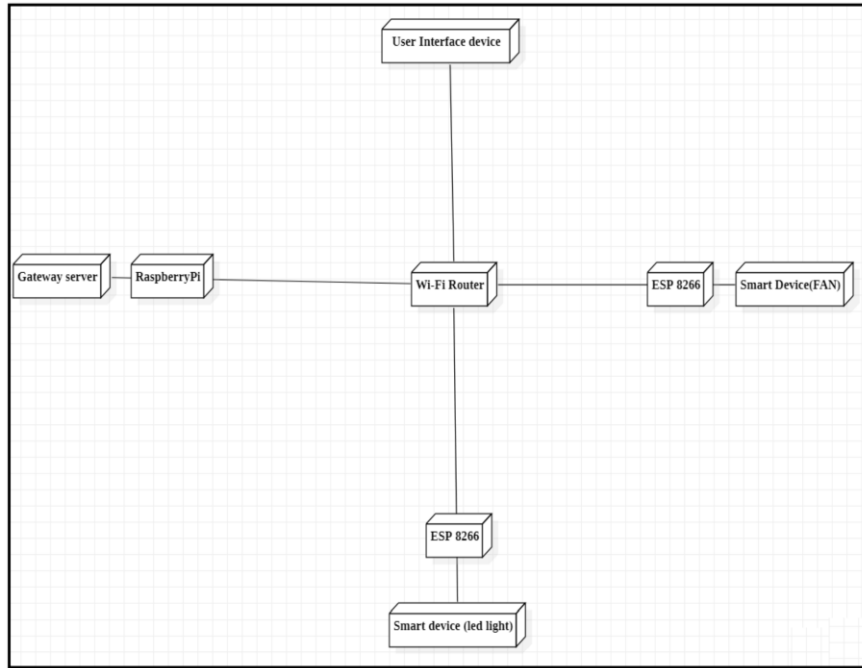 User Interface device
Gateway server
RaspberryPi
Wi-Fi Router
ESP 8266
Smart Device(FAN)
ESP 8266
Smart device (led light)